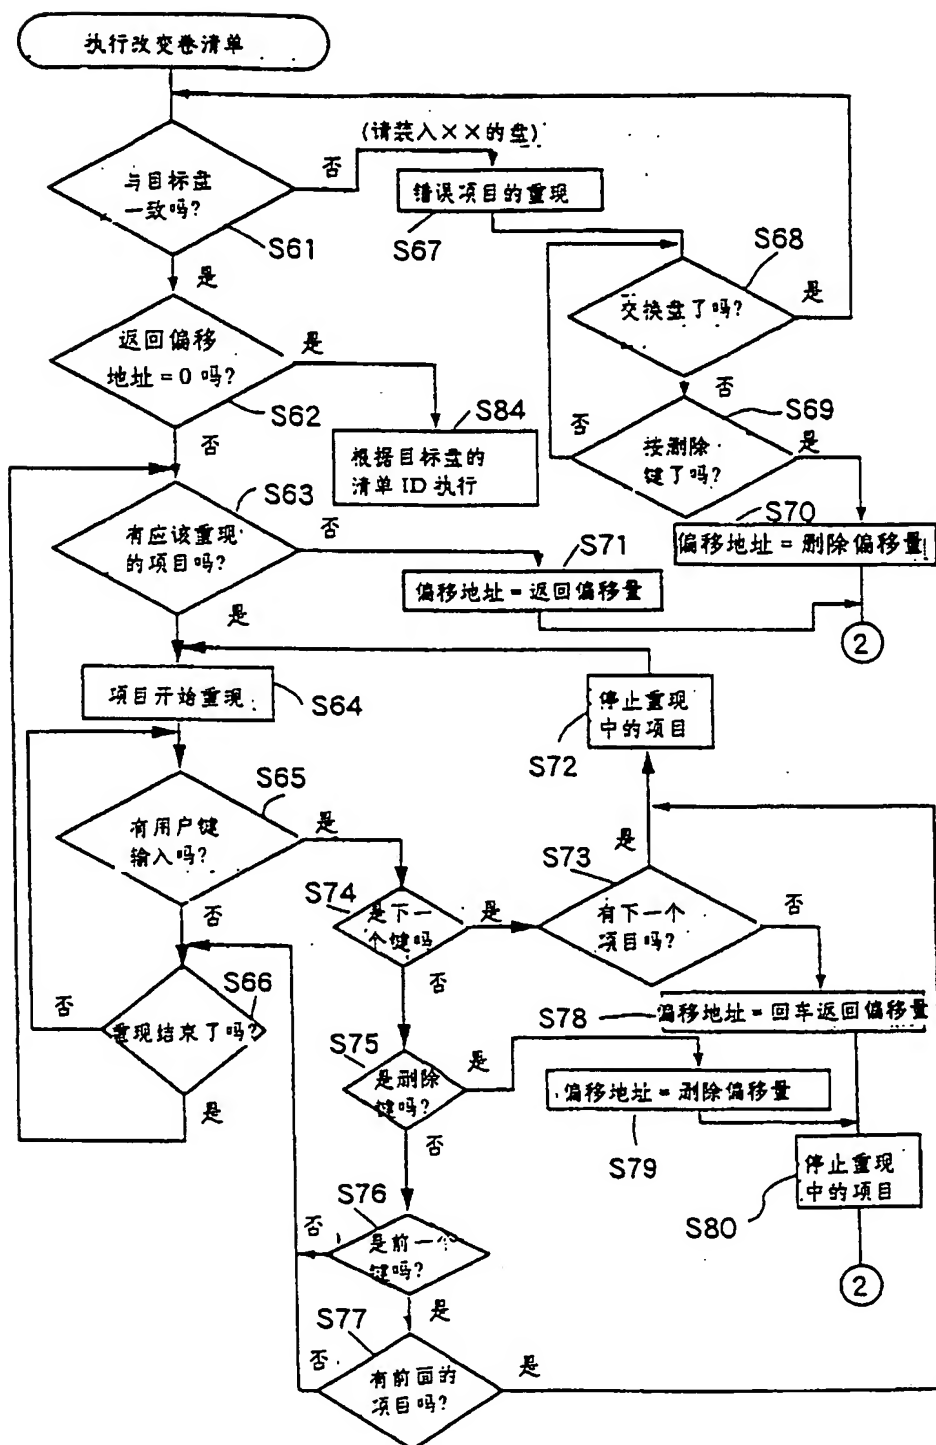 执行改变卷清单
(请装入××的盘)
否
与目标盘
一致吗?
错误项目的重现
S61
S67
S68
是
交换盘了吗?
是
返回偏移
地址=0吗?
是
否
S62
S84
S69
否
是
否
根据目标盘的
清单ID执行
按删除
键了吗?
S63
S70
有应该重现
的项目吗?
否
S71
偏移地址=删除偏移量
偏移地址=返回偏移量
是
2
项目开始重现
S64
停止重现
中的项目
S72
S65
有用户键
输入吗?
是
是
S73
S74
否
是下一
个键吗
是
有下一个
项目吗?
否
S66
否
否
重现结束了吗?
S78
偏移地址=回车返回偏移量
S75
是
是删除
键吗?
偏移地址=删除偏移量
是
否
S79
停止重现
中的项目
S80
S76
否
是前一个
键吗?
2
是
S77
否
是
有前面的
项目吗?